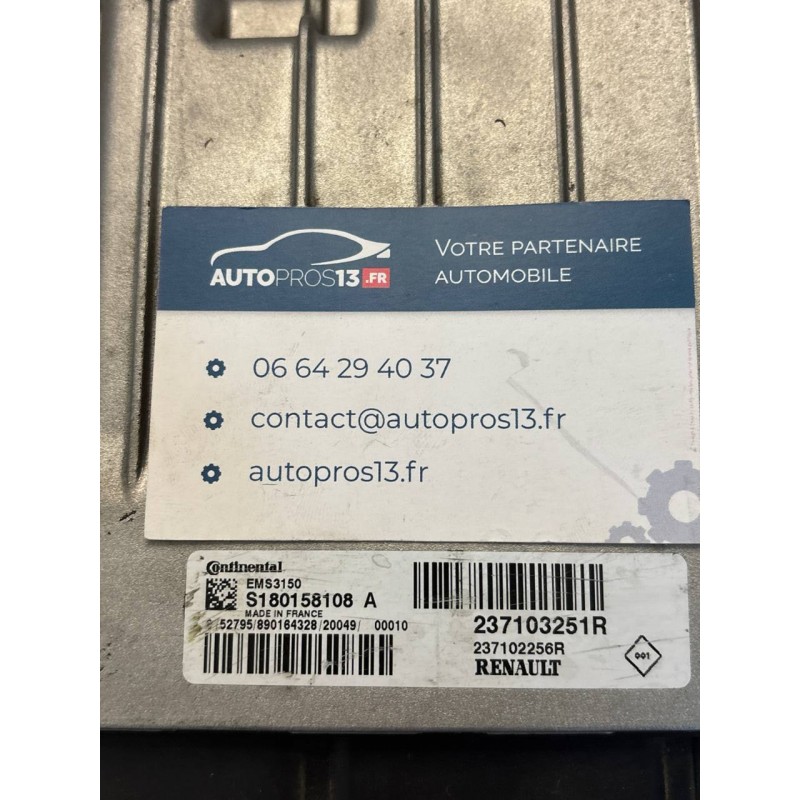 AUTOPROS13.FR
VOTRE PARTENAIRE
AUTOMOBILE
06 64 29 40 37
contact@autopros13.fr
autopros13.fr
Continental
EMS3150
S180158108 A
MADE IN FRANCE
52795/890164328/20049/ 00010
237103251R
237102256R
RENAULT
001